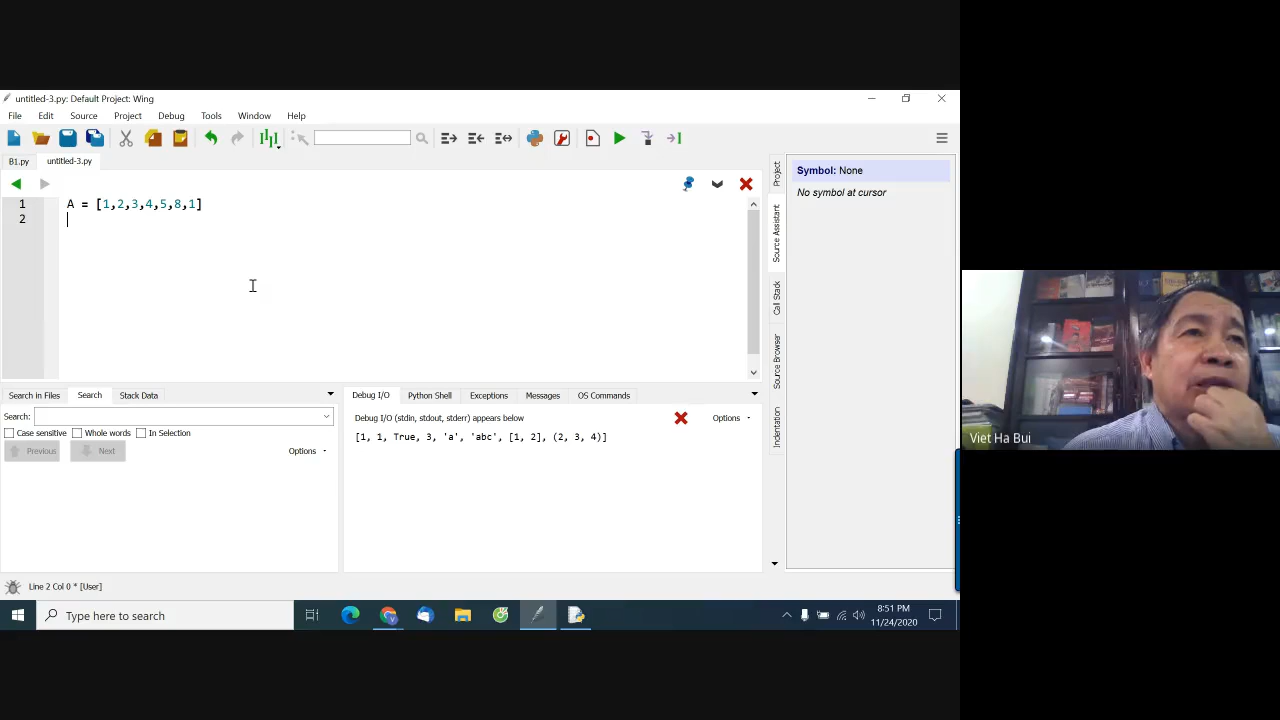 untitled-3.py: Default Project: Wing
File Edit Source Project Debug Tools Window Help
B1.py untitled-3.py
1 A = [1,2,3,4,5,8,1]
2
Project
Source Assistant
Call Stack
Source Browser
Indentation
Symbol: None
No symbol at cursor
Search in Files Search Stack Data
Search:
Case sensitive Whole words In Selection
Previous Next Options
Debug I/O Python Shell Exceptions Messages OS Commands
Debug I/O (stdin, stdout, stderr) appears below Options
[1, 1, True, 3, 'a', 'abc', [1, 2], (2, 3, 4)]
Line 2 Col 0 * [User]
Type here to search
8:51 PM
11/24/2020
Viet Ha Bui